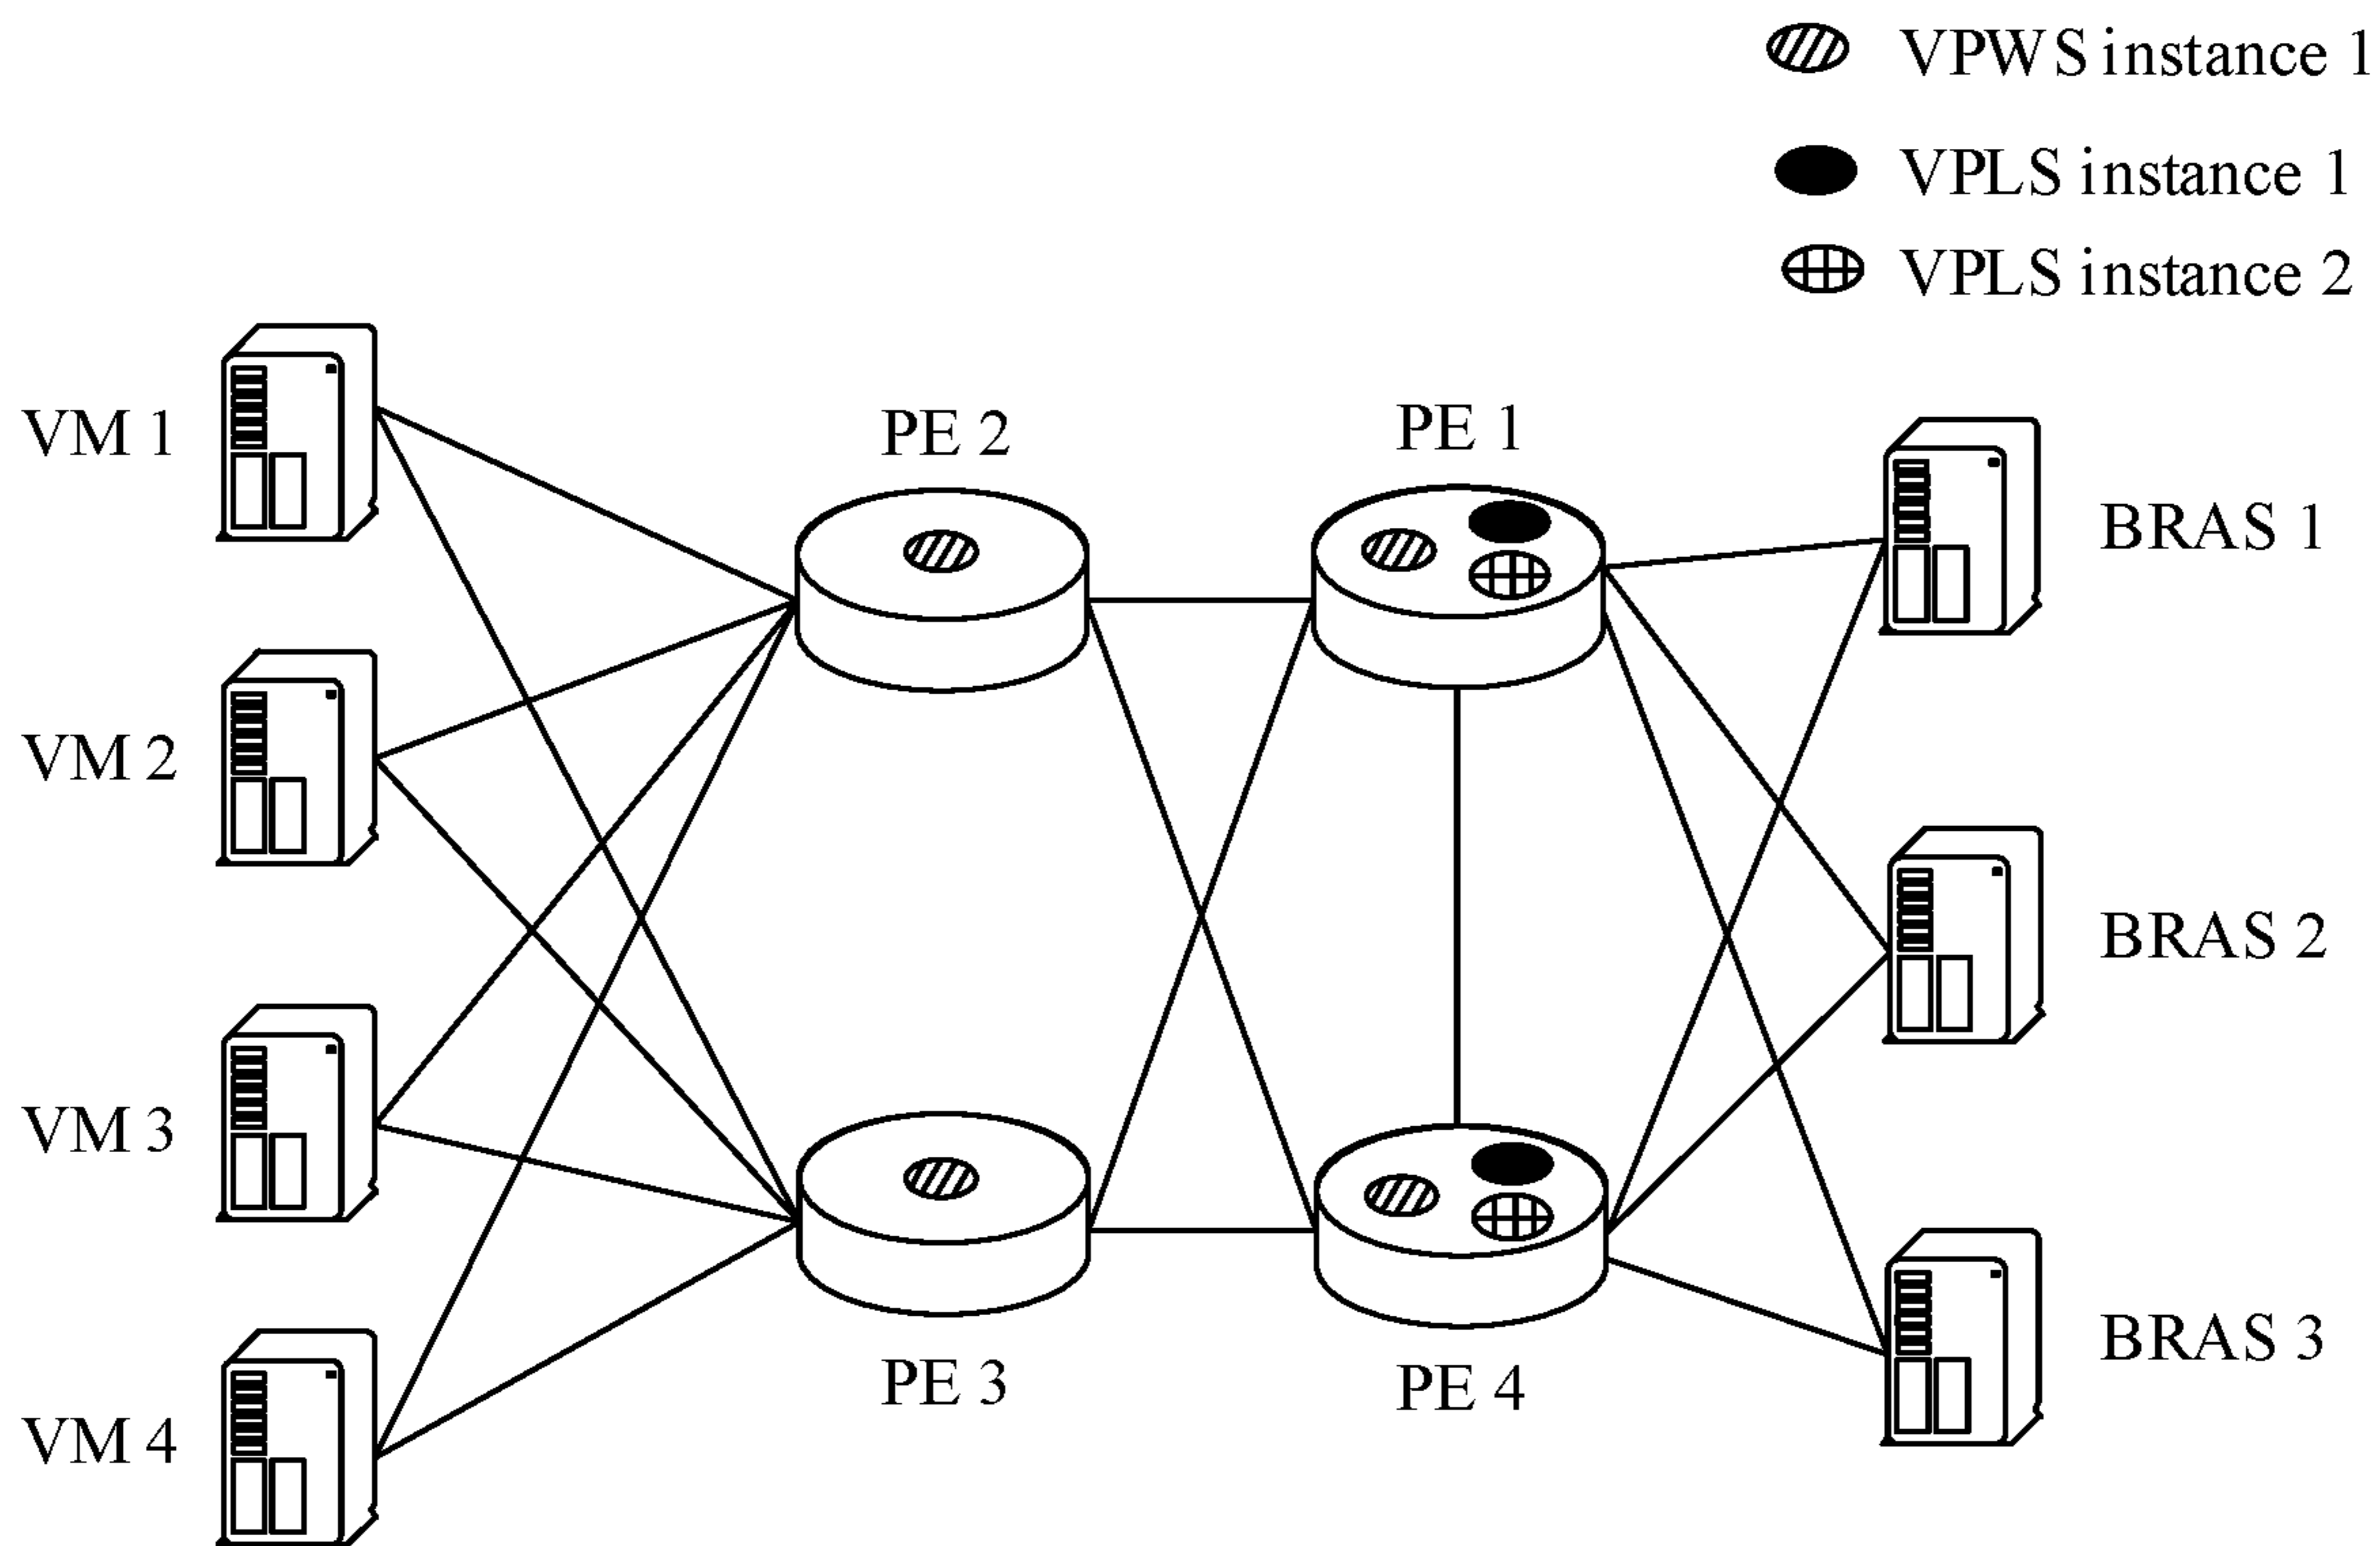 VPWS instance 1
VPLS instance 1
VPLS instance 2
VM 1
PE 2
PE 1
BRAS 1
VM 2
BRAS 2
VM 3
PE 3
PE 4
BRAS 3
VM 4